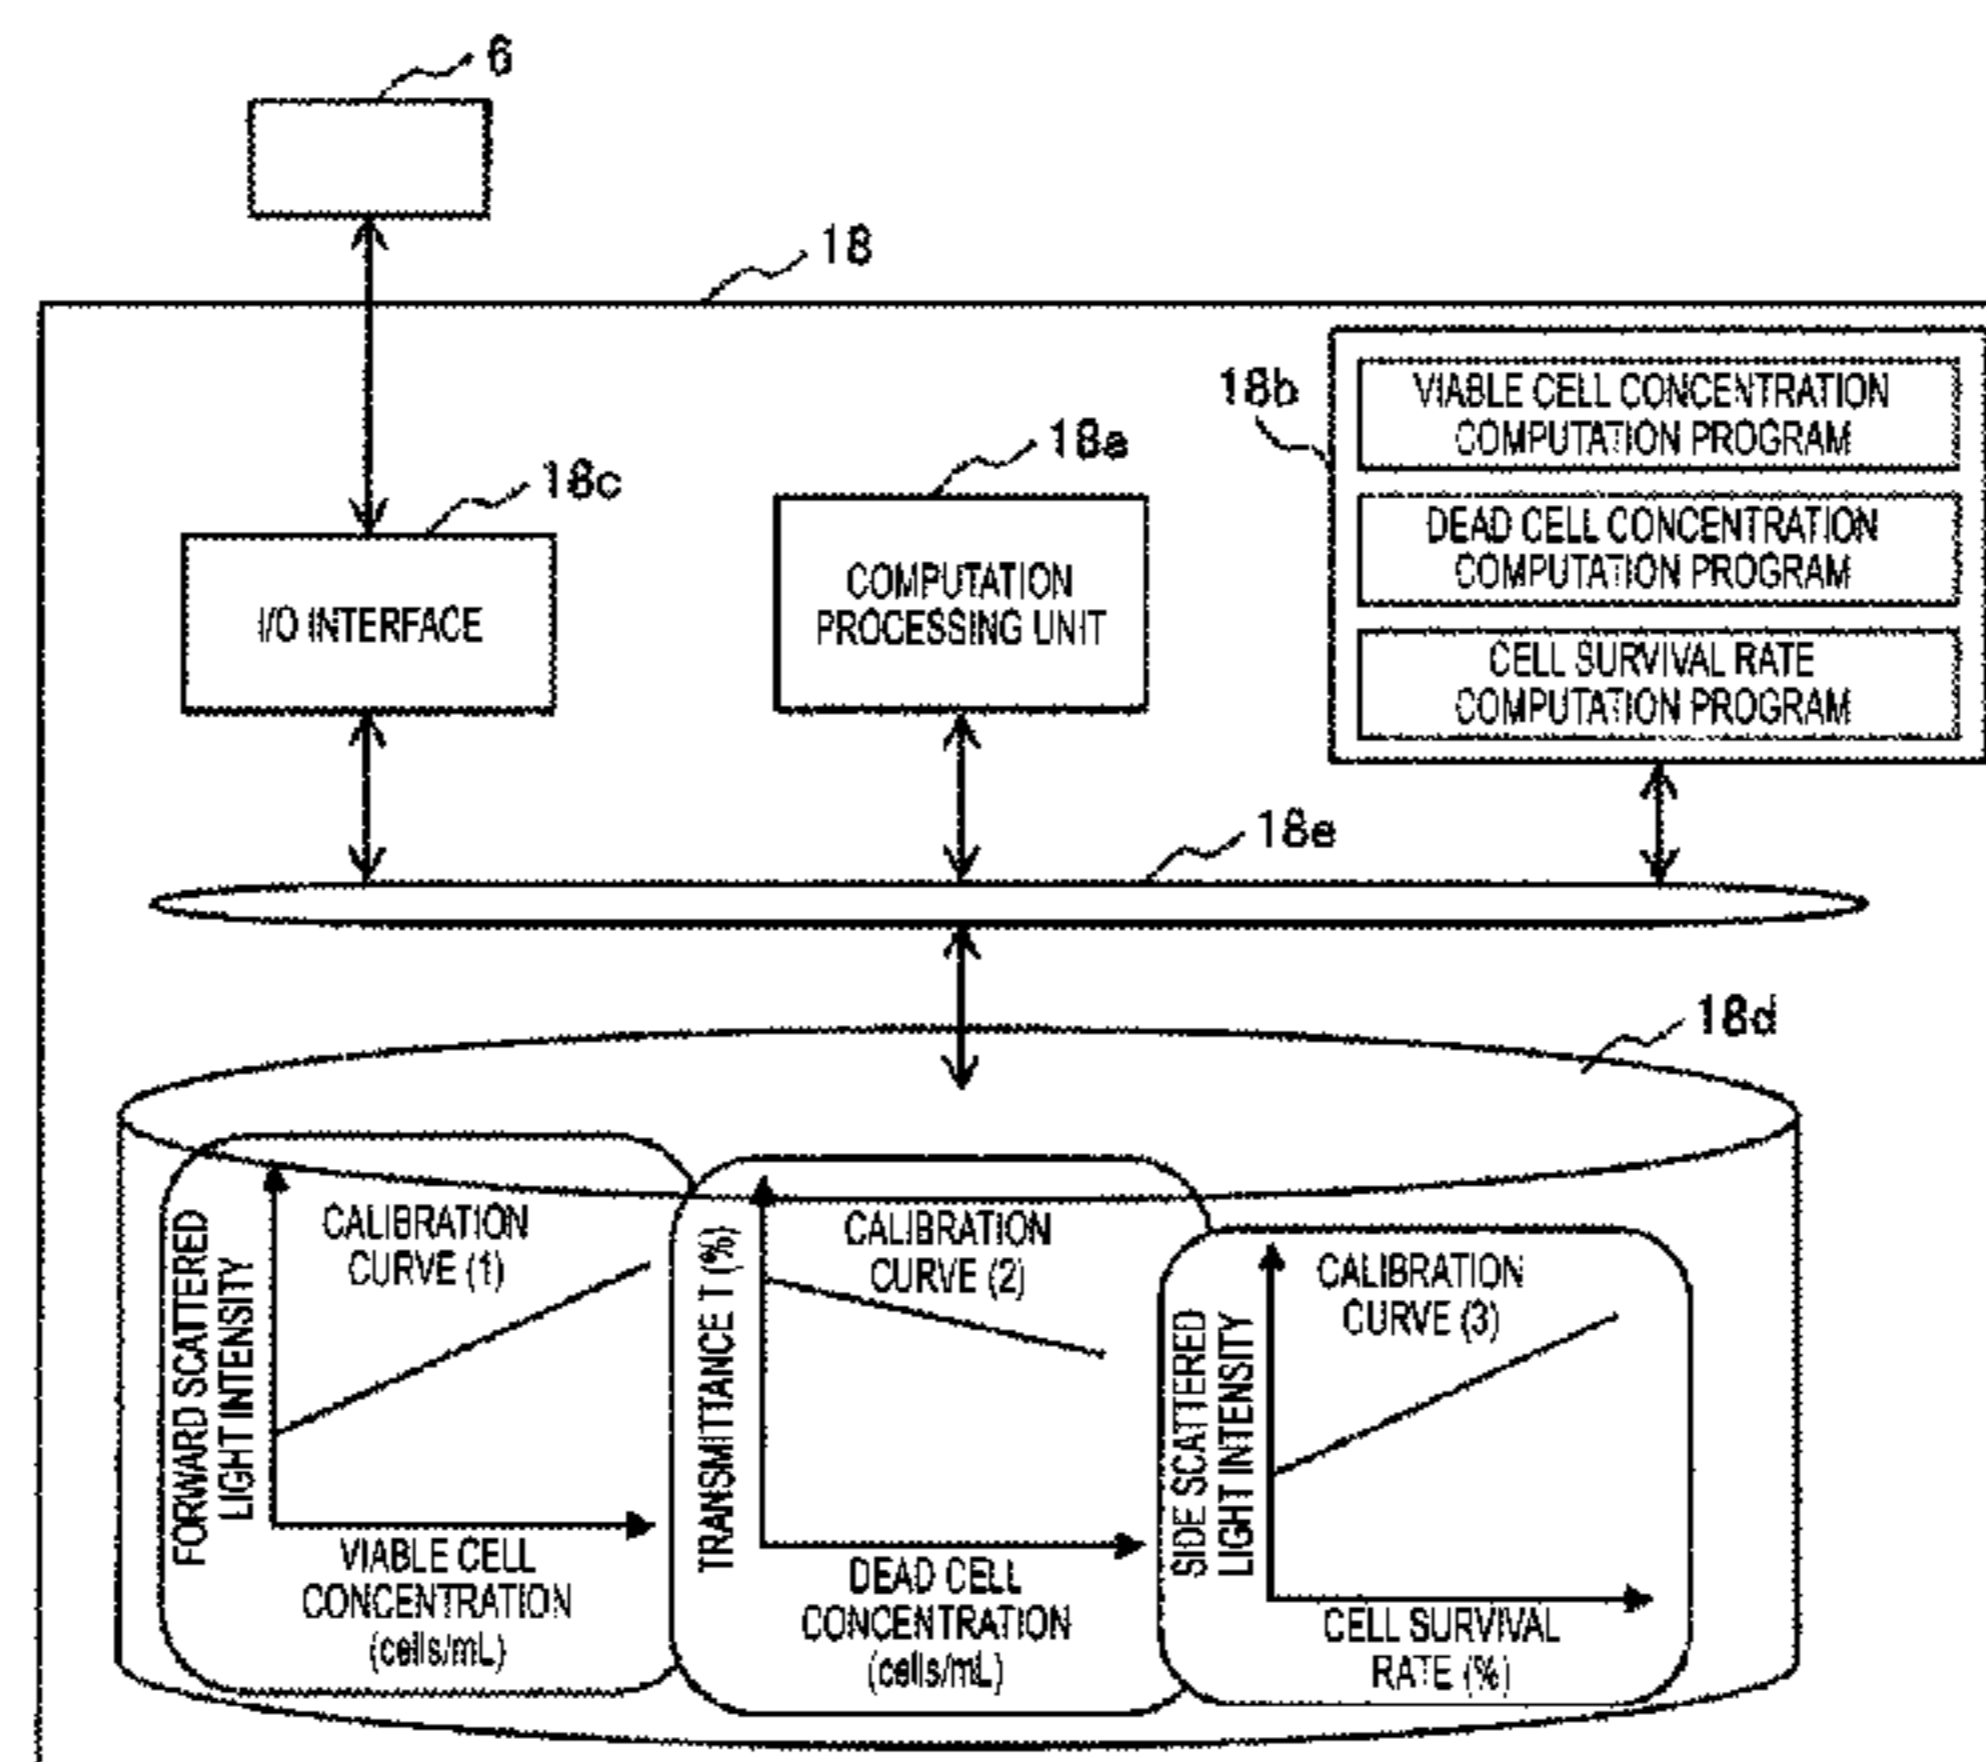 6
18
18b
VIABLE CELL CONCENTRATION
COMPUTATION PROGRAM
DEAD CELL CONCENTRATION
COMPUTATION PROGRAM
CELL SURVIVAL RATE
COMPUTATION PROGRAM
18c
I/O INTERFACE
18a
COMPUTATION
PROCESSING UNIT
18e
18d
FORWARD SCATTERED
LIGHT INTENSITY
CALIBRATION
CURVE (1)
VIABLE CELL
CONCENTRATION
(cells/mL)
TRANSMITTANCE T (%)
CALIBRATION
CURVE (2)
DEAD CELL
CONCENTRATION
(cells/mL)
SIDE SCATTERED
LIGHT INTENSITY
CALIBRATION
CURVE (3)
CELL SURVIVAL
RATE (%)